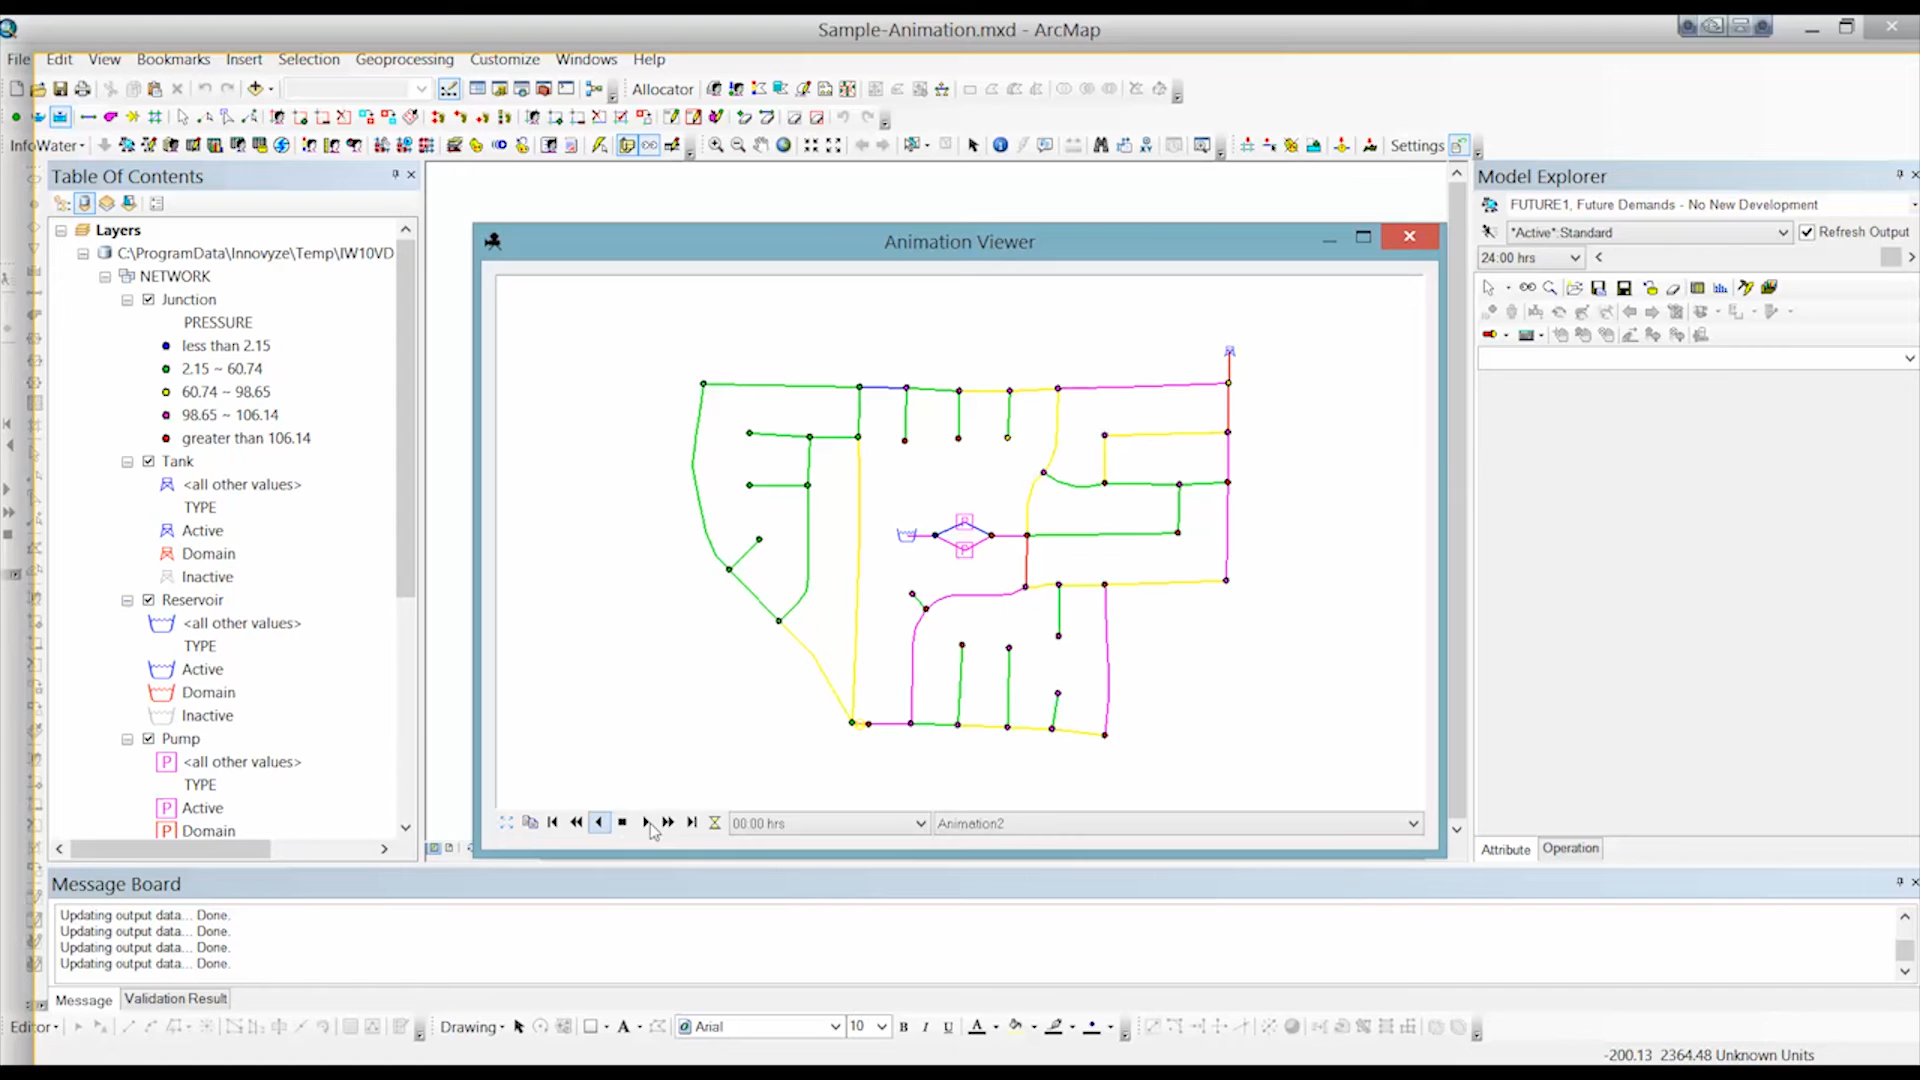 Sample-Animation.mxd - ArcMap
File Edit View Bookmarks Insert Selection Geoprocessing Customize Windows Help
Allocator
InfoWater
Settings
Table Of Contents
Layers
C:\ProgramData\Innovyze\Temp\IW10VD
NETWORK
Junction
PRESSURE
less than 2.15
2.15 ~ 60.74
60.74 ~ 98.65
98.65 ~ 106.14
greater than 106.14
Tank
<all other values>
TYPE
Active
Domain
Inactive
Reservoir
<all other values>
TYPE
Active
Domain
Inactive
Pump
P <all other values>
TYPE
P Active
P Domain
Animation Viewer
P
P
00:00 hrs
Animation2
Model Explorer
FUTURE1, Future Demands - No New Development
*Active*:Standard
Refresh Output
24:00 hrs
Attribute Operation
Message Board
Updating output data... Done.
Updating output data... Done.
Updating output data... Done.
Updating output data... Done.
Message Validation Result
Editor
Drawing
A
Arial 10 B I U A
-200.13 2364.48 Unknown Units